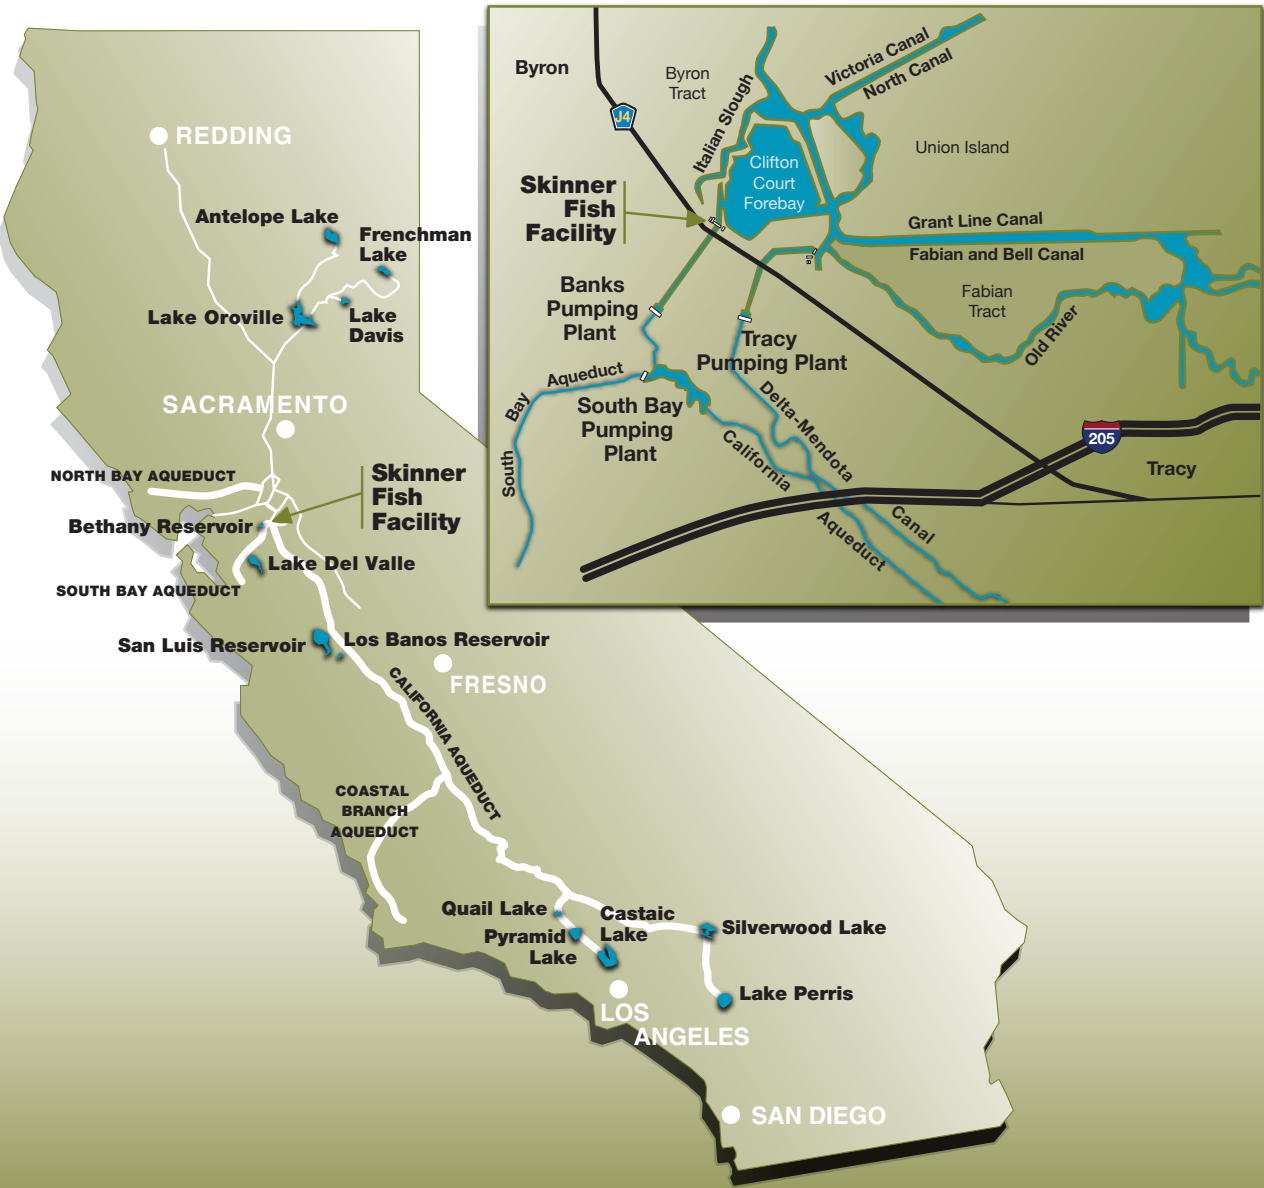 REDDING
Antelope Lake
Frenchman
Lake
Lake Oroville
Lake
Davis
SACRAMENTO
NORTH BAY AQUEDUCT
Skinner
Fish
Facility
Bethany Reservoir
Lake Del Valle
SOUTH BAY AQUEDUCT
San Luis Reservoir
Los Banos Reservoir
FRESNO
CALIFORNIA AQUEDUCT
COASTAL
BRANCH
AQUEDUCT
Quail Lake
Pyramid
Lake
Castaic
Lake
Silverwood Lake
Lake Perris
LOS
ANGELES
SAN DIEGO
Byron
J4
Byron
Tract
Italian Slough
Victoria Canal
North Canal
Union Island
Clifton
Court
Forebay
Skinner
Fish
Facility
Grant Line Canal
Fabian and Bell Canal
Fabian
Tract
Old River
Banks
Pumping
Plant
Tracy
Pumping Plant
South Bay Aqueduct
South Bay
Pumping
Plant
Delta-Mendota Canal
California Aqueduct
205
Tracy